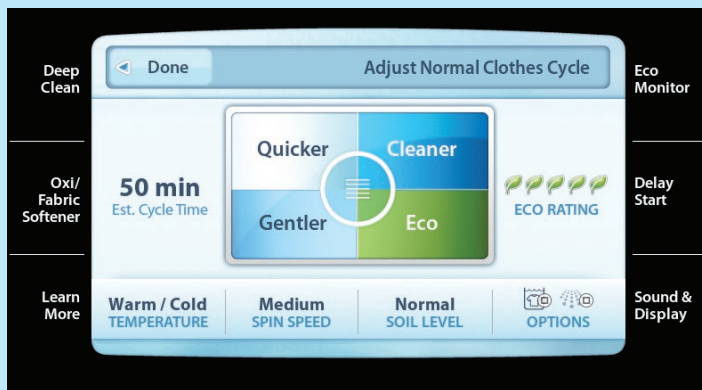 Deep
Clean
Oxi/
Fabric
Softener
Learn
More
Done
Adjust Normal Clothes Cycle
50 min
Est. Cycle Time
Quicker
Cleaner
Gentler
Eco
ECO RATING
Warm / Cold
TEMPERATURE
Medium
SPIN SPEED
Normal
SOIL LEVEL
OPTIONS
Eco
Monitor
Delay
Start
Sound &
Display